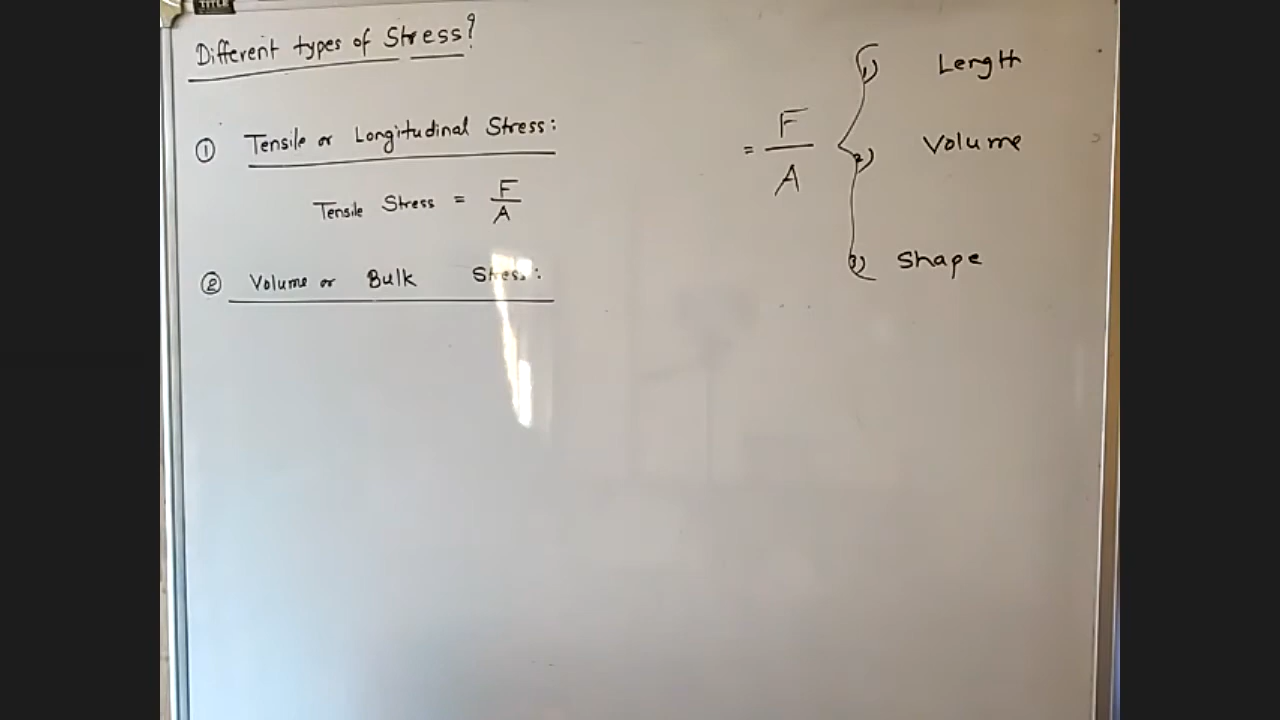 TITLE
Different types of Stress?
① Tensile or Longitudinal Stress:
Tensile Stress = F/A
② Volume or Bulk Stress:
= F/A
1) Length
2) Volume
3) Shape